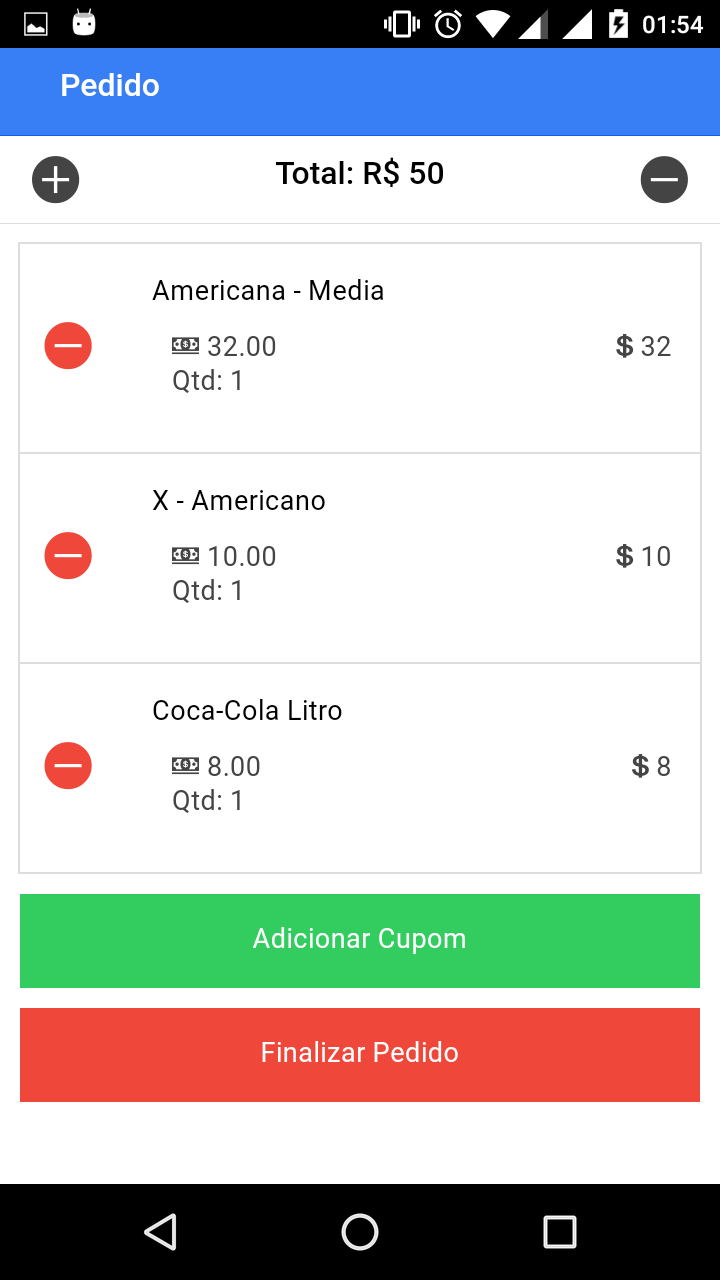 01:54
Pedido
Total: R$ 50
Americana - Media
32.00
$ 32
Qtd: 1
X - Americano
10.00
$ 10
Qtd: 1
Coca-Cola Litro
8.00
$ 8
Qtd: 1
Adicionar Cupom
Finalizar Pedido